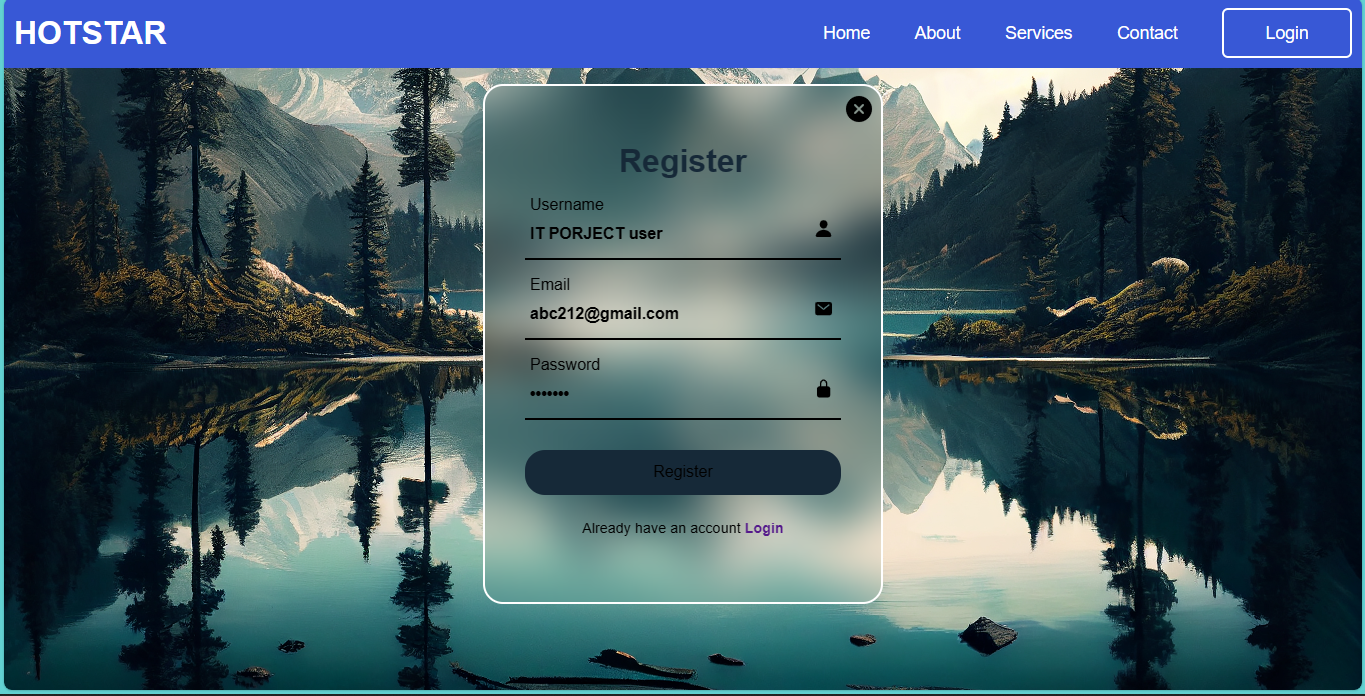 HOTSTAR Home About Services Contact Login
Register
Username
IT PORJECT user
Email
abc212@gmail.com
Password
•••••••
Register
Already have an account Login